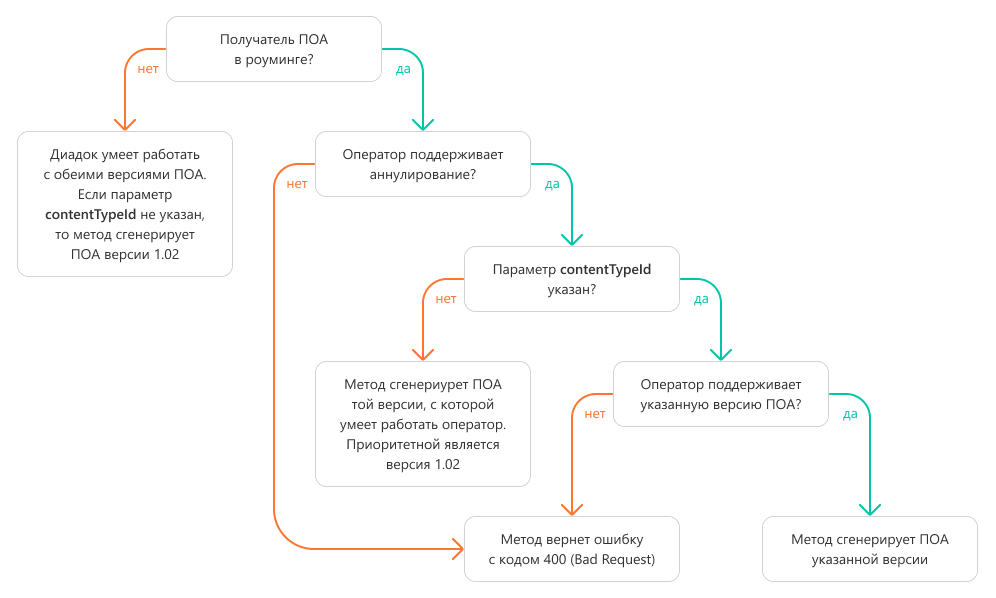 Получатель ПОА
в роуминге?
нет
да
Диадок умеет работать
с обеими версиями ПОА.
Если параметр
contentTypeId не указан,
то метод сгенерирует
ПОА версии 1.02
Оператор поддерживает
аннулирование?
нет
да
Параметр contentTypeId
указан?
нет
да
Метод сгенериурет ПОА
той версии, с которой
умеет работать оператор.
Приоритетной является
версия 1.02
Оператор поддерживает
указанную версию ПОА?
нет
да
Метод вернет ошибку
с кодом 400 (Bad Request)
Метод сгенерирует ПОА
указанной версии